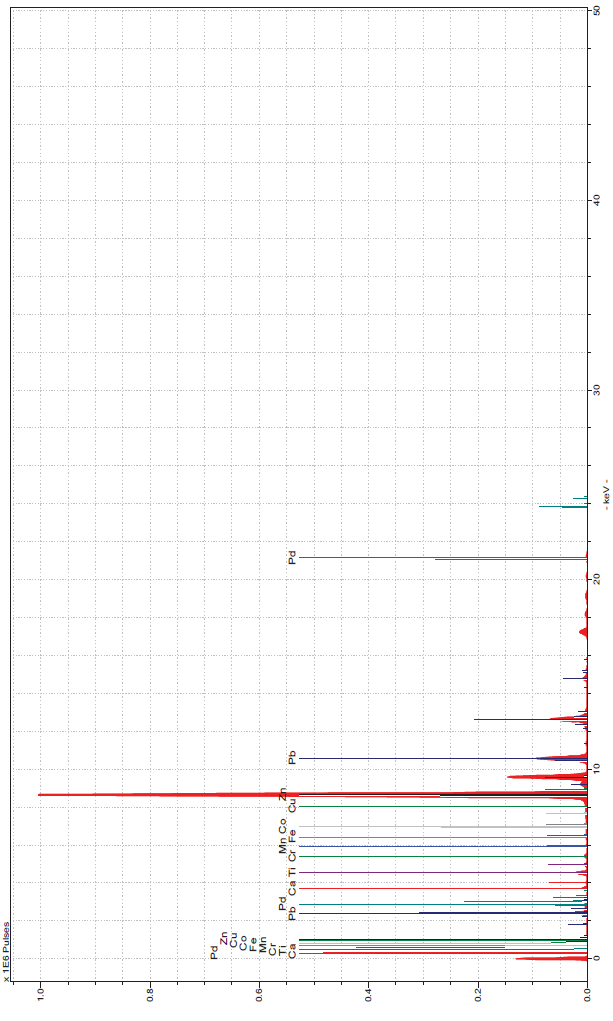 x 1E6 Pulses
1.0
0.8
0.6
0.4
0.2
0.0
Pd
Zn
Cu
Co
Fe
Mn
Cr
Ti
Ca
Pb
Pd
Ca
Ti
Cr
Mn
Fe
Co
Cu
Zn
Pb
Pd
0 10 20 30 40 50
- keV -